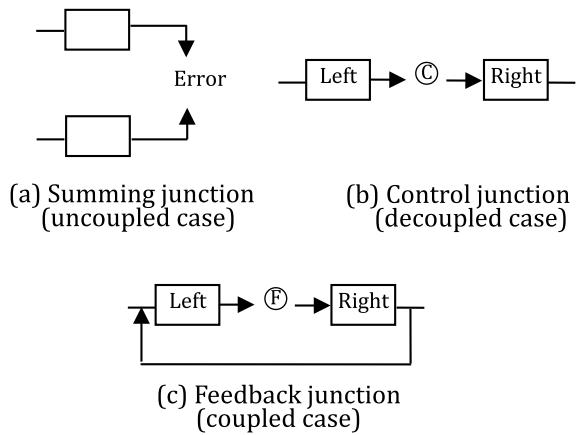 Error
Left
C
Right
(a) Summing junction
(uncoupled case)
(b) Control junction
(decoupled case)
Left
F
Right
(c) Feedback junction
(coupled case)